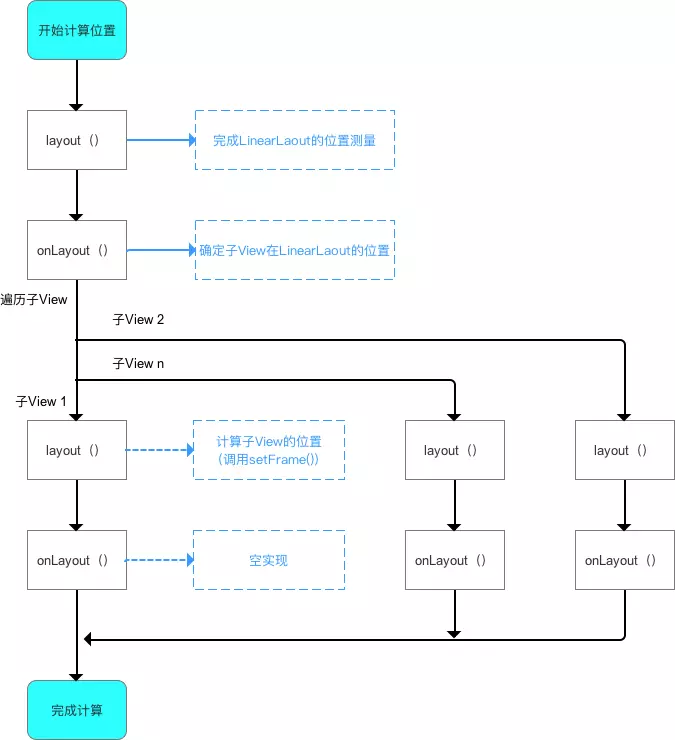 开始计算位置
layout（）
完成LinearLaout的位置测量
onLayout（）
确定子View在LinearLaout的位置
遍历子View
子View 2
子View n
子View 1
layout（）
计算子View的位置
（调用setFrame()）
layout（）
layout（）
onLayout（）
空实现
onLayout（）
onLayout（）
完成计算